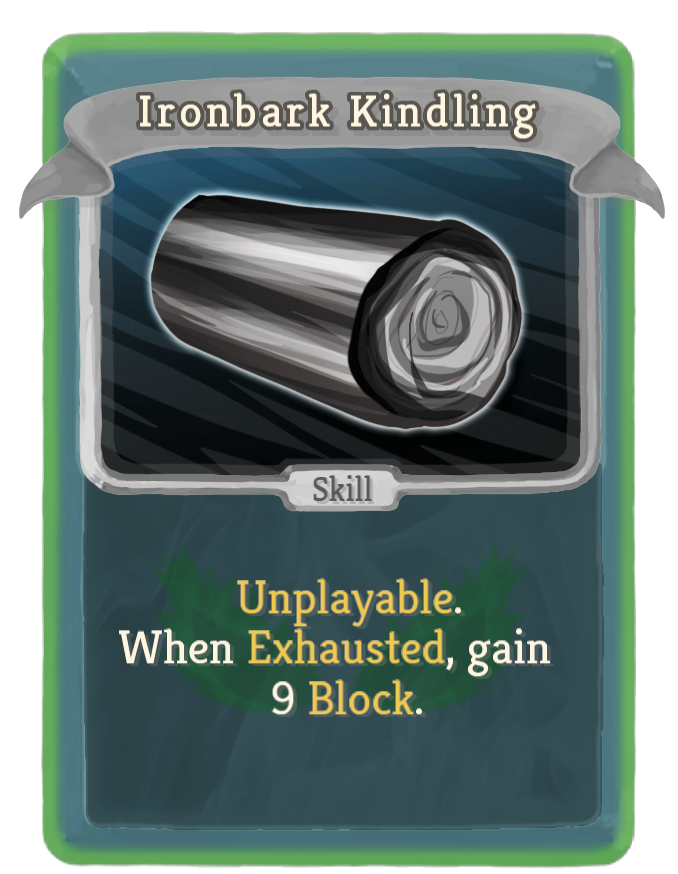 Ironbark Kindling
Skill
Unplayable.
When Exhausted, gain
9 Block.